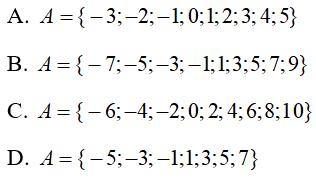 A. A = {– 3;–2;–1;0;1;2;3;4;5}
B. A = {– 7;–5;–3;–1;1;3;5;7;9}
C. A = {– 6;–4;–2;0;2;4;6;8;10}
D. A = {– 5;–3;–1;1;3;5;7}